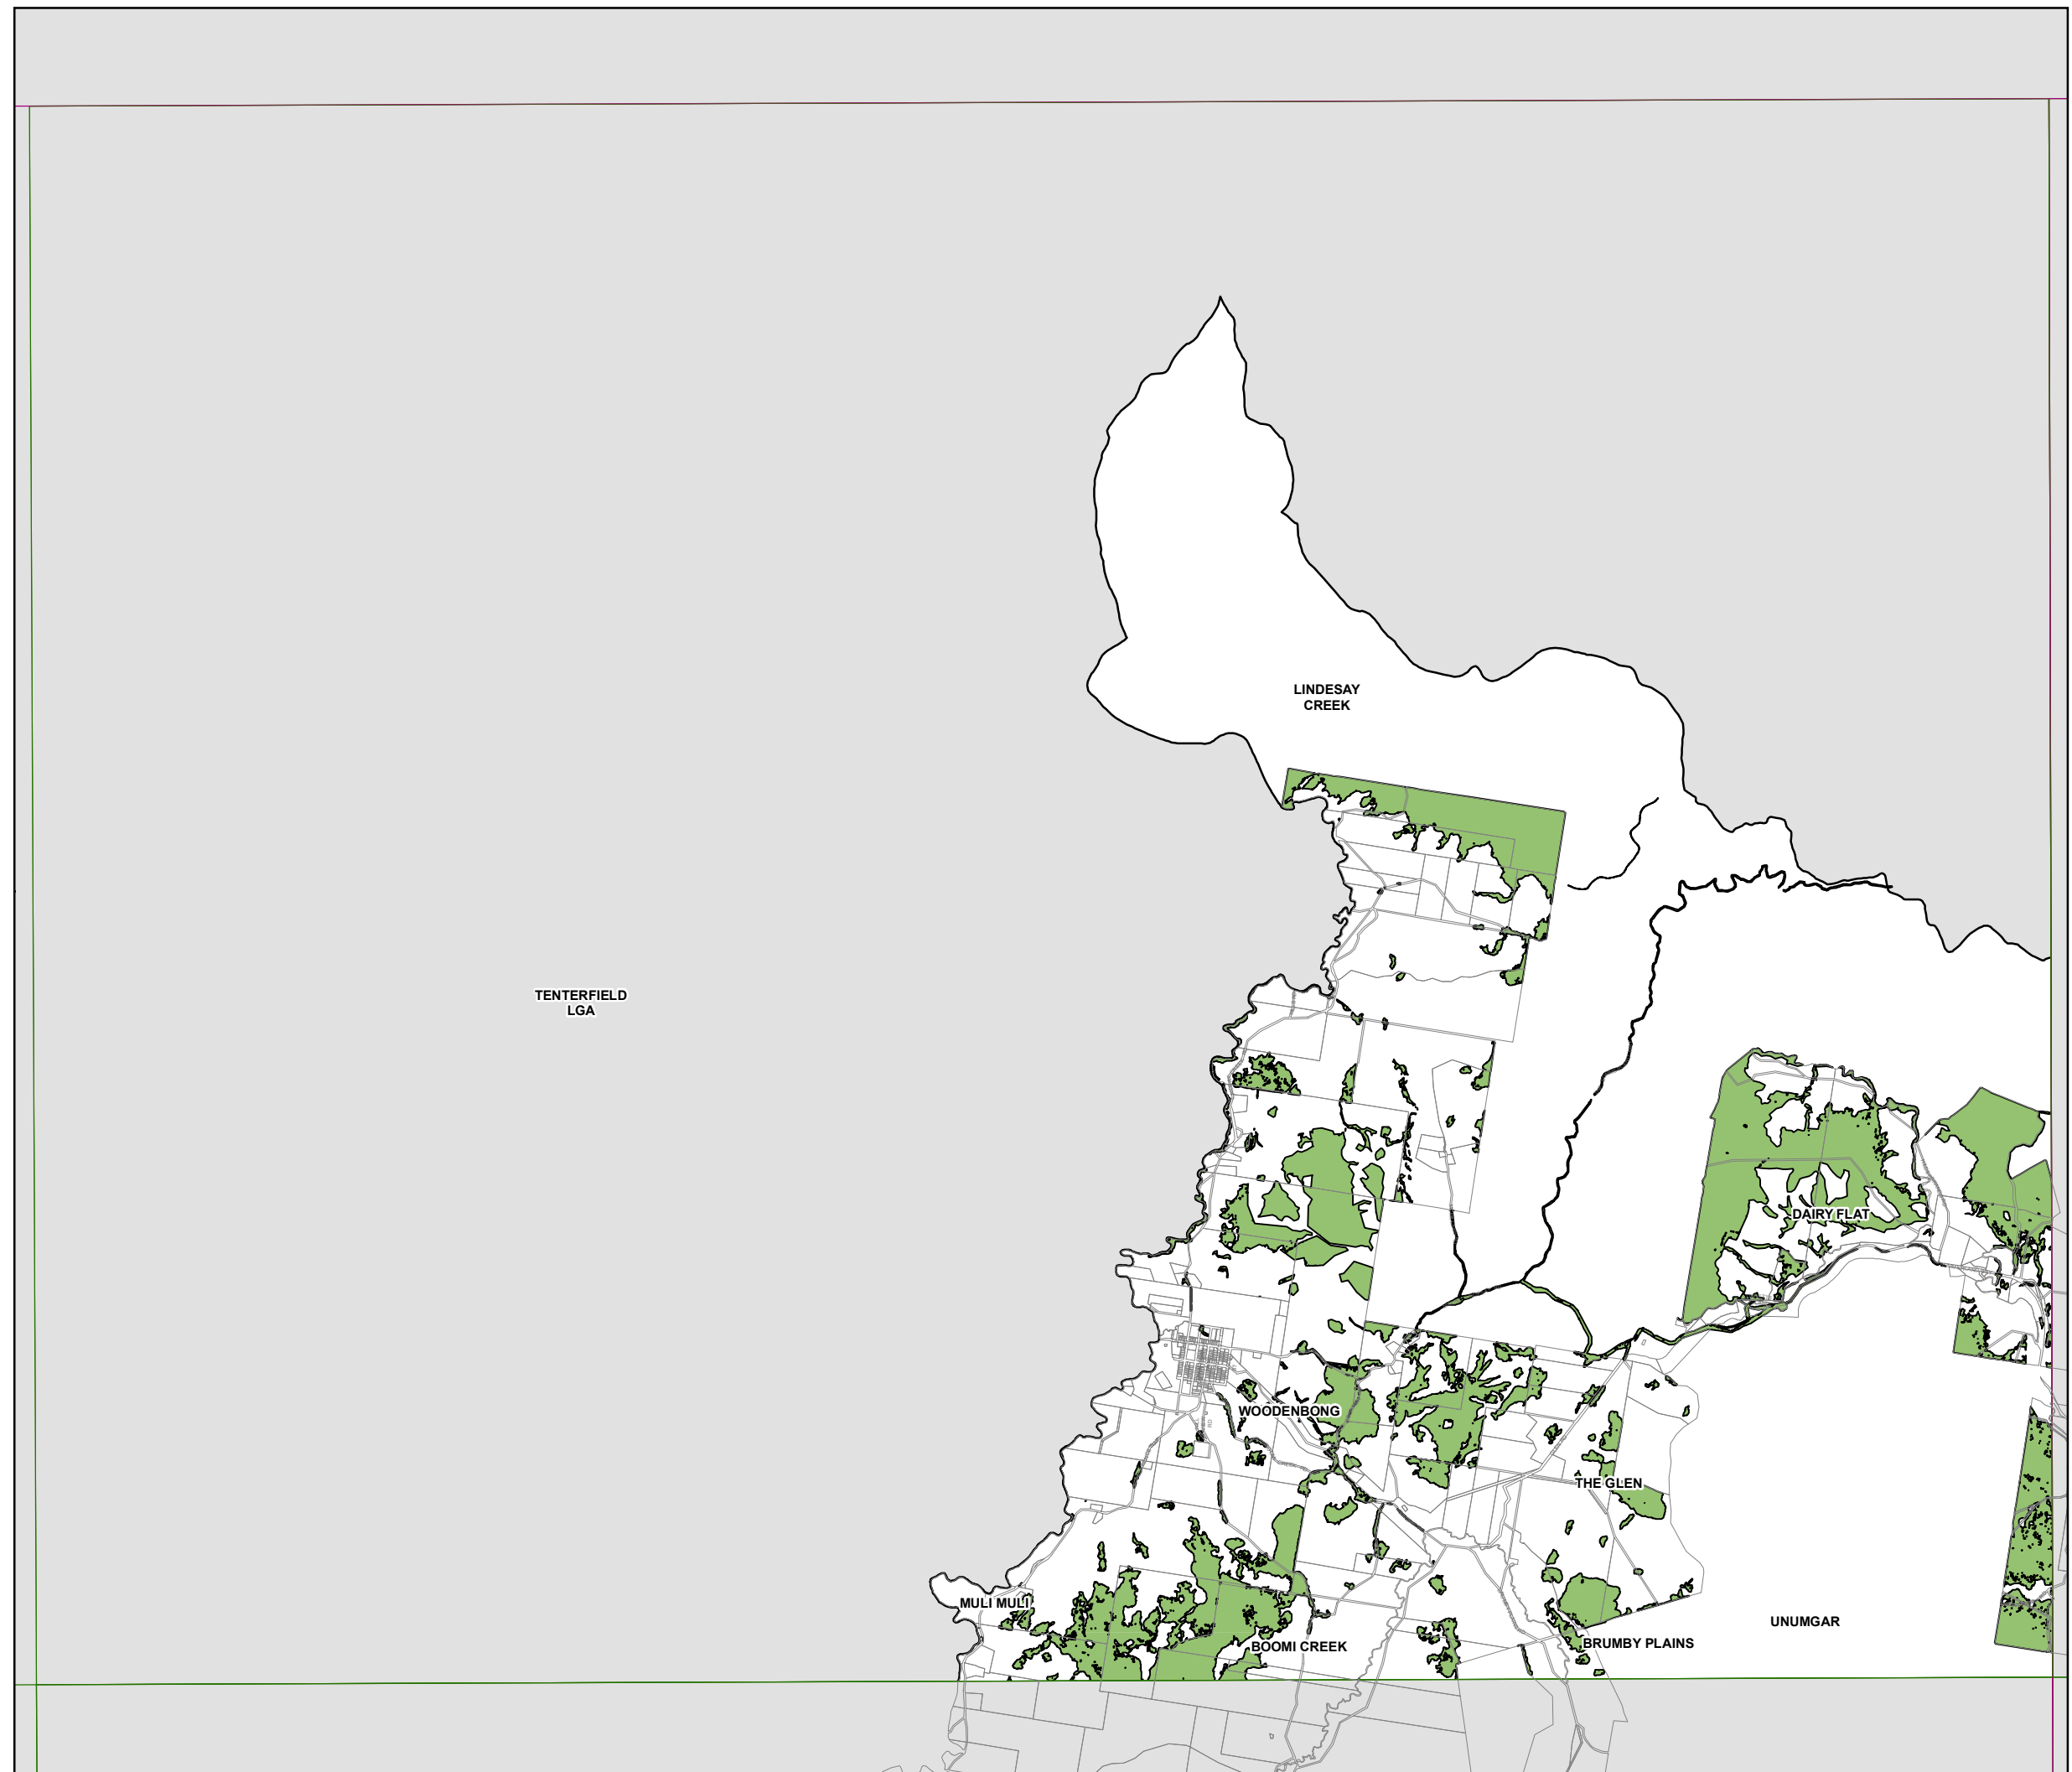 LINDESAY
CREEK
TENTERFIELD
LGA
DAIRY FLAT
WOODENBONG
THE GLEN
MULI MULI
UNUMGAR
BRUMBY PLAINS
BOOMI CREEK